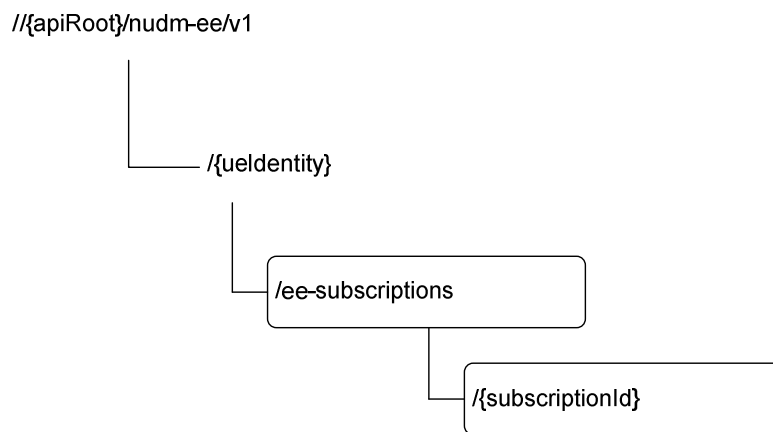 //{apiRoot}/nudm-ee/v1
/{ueIdentity}
/ee-subscriptions
/{subscriptionId}